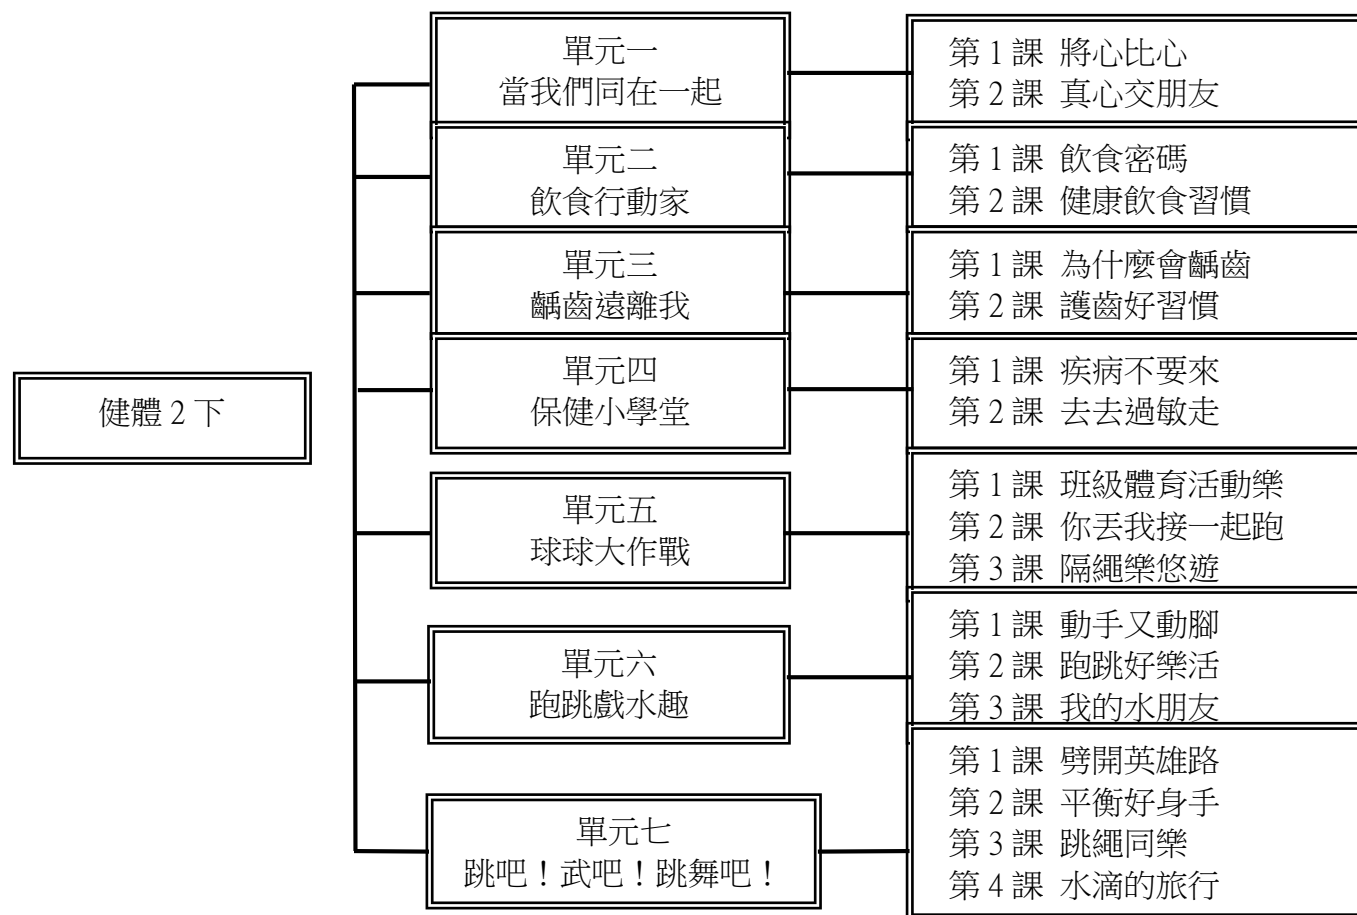 健體 2 下
單元一
當我們同在一起
第 1 課 將心比心
第 2 課 真心交朋友
單元二
飲食行動家
第 1 課 飲食密碼
第 2 課 健康飲食習慣
單元三
齲齒遠離我
第 1 課 為什麼會齲齒
第 2 課 護齒好習慣
單元四
保健小學堂
第 1 課 疾病不要來
第 2 課 去去過敏走
單元五
球球大作戰
第 1 課 班級體育活動樂
第 2 課 你丟我接一起跑
第 3 課 隔繩樂悠遊
單元六
跑跳戲水趣
第 1 課 動手又動腳
第 2 課 跑跳好樂活
第 3 課 我的水朋友
單元七
跳吧！武吧！跳舞吧！
第 1 課 劈開英雄路
第 2 課 平衡好身手
第 3 課 跳繩同樂
第 4 課 水滴的旅行